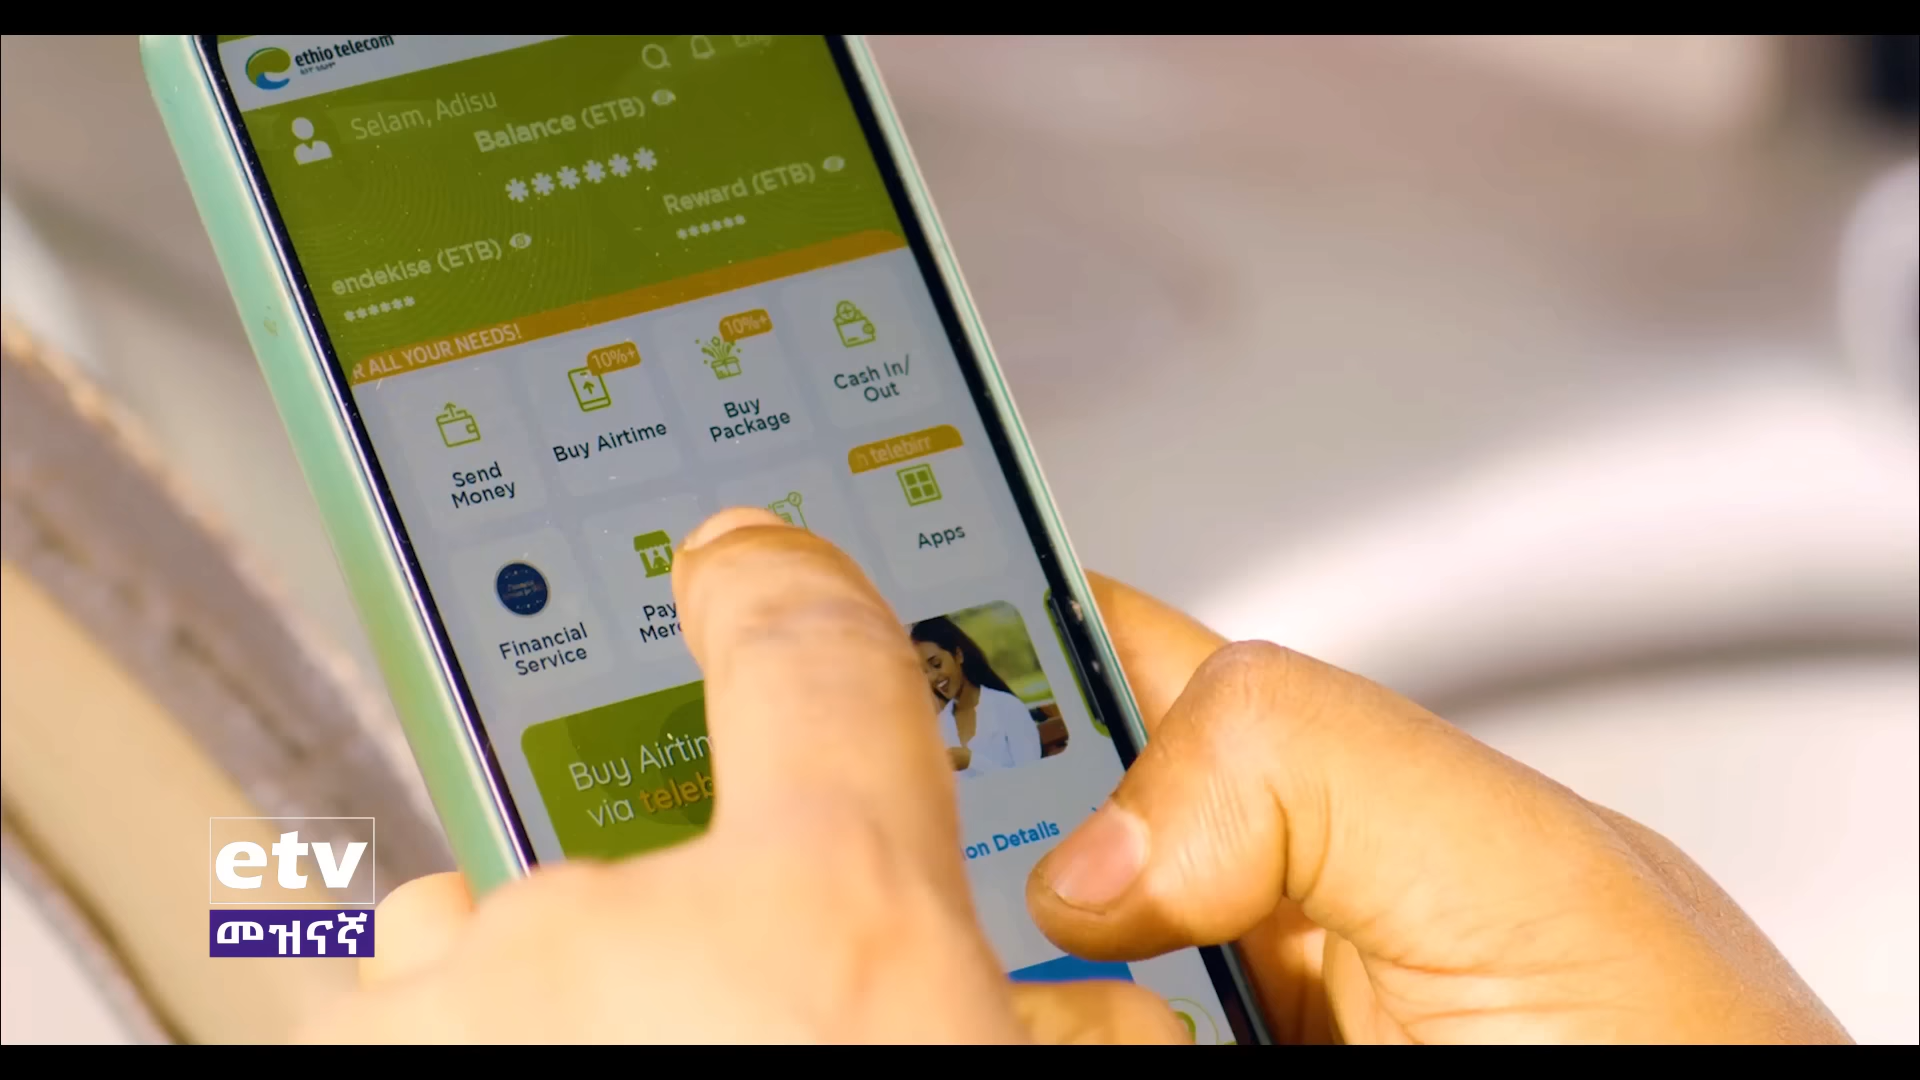 ethio telecom
Selam, Adisu
Balance (ETB)
******
Reward (ETB)
******
endekise (ETB)
******
R ALL YOUR NEEDS!
10%+
10%+
Send
Money
Buy Airtime
Buy
Package
Cash In/
Out
telebirr
Financial
Service
Pay
Mer
Apps
Buy Airtim
via teleb
on Details
etv
መዝናኛ